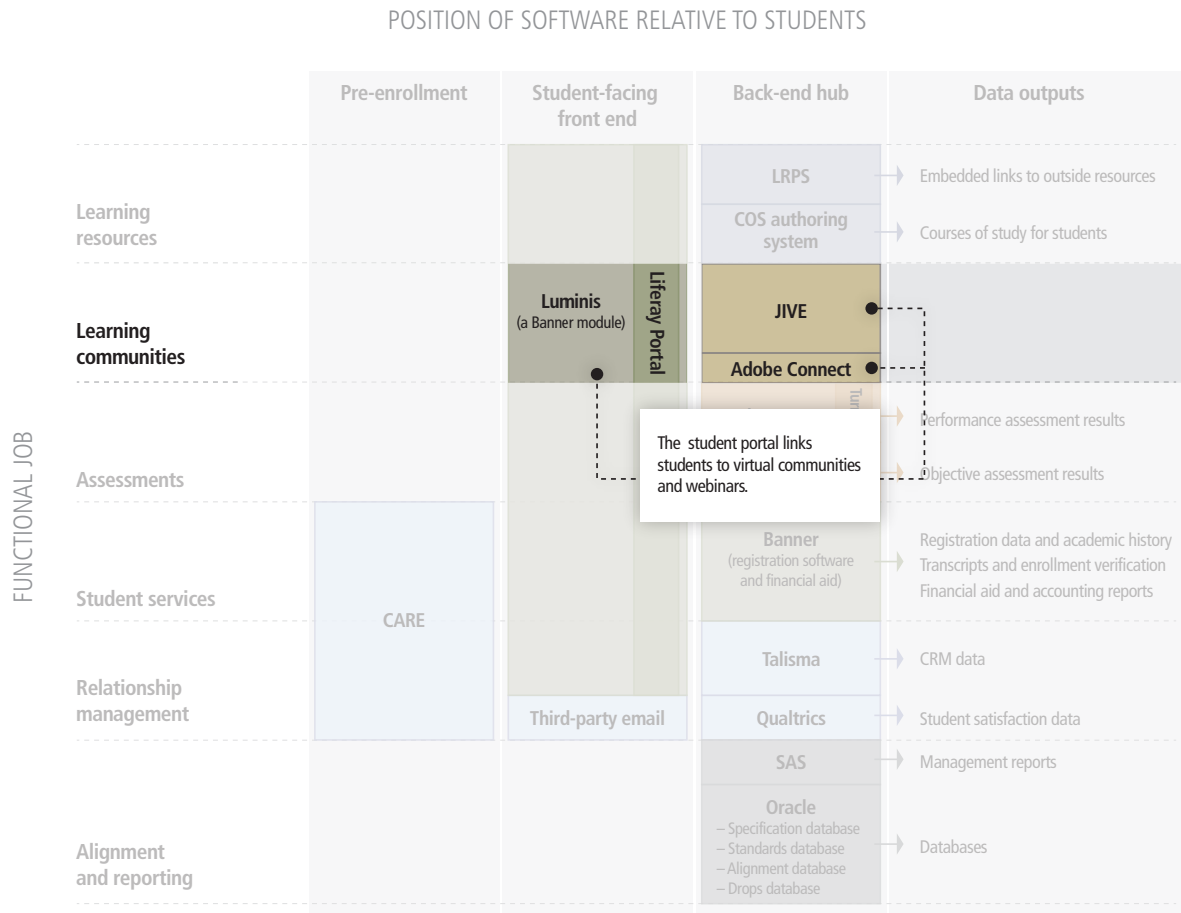 POSITION OF SOFTWARE RELATIVE TO STUDENTS
FUNCTIONAL JOB
Pre-enrollment
Student-facing
front end
Back-end hub
Data outputs
Learning
resources
LRPS
Embedded links to outside resources
COS authoring
system
Courses of study for students
Learning
communities
Luminis
(a Banner module)
Liferay Portal
JIVE
Adobe Connect
The student portal links
students to virtual communities
and webinars.
Assessments
Performance assessment results
Objective assessment results
Student services
CARE
Banner
(registration software
and financial aid)
Registration data and academic history
Transcripts and enrollment verification
Financial aid and accounting reports
Relationship
management
Third-party email
Talisma
CRM data
Qualtrics
Student satisfaction data
Alignment
and reporting
SAS
Management reports
Oracle
– Specification database
– Standards database
– Alignment database
– Drops database
Databases